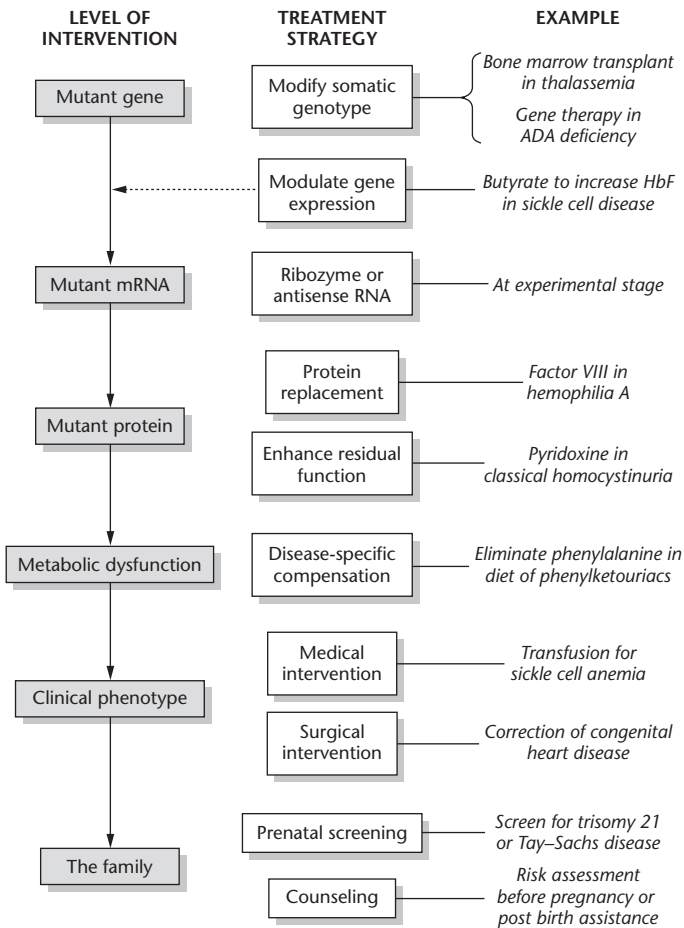 LEVEL OF
INTERVENTION
TREATMENT
STRATEGY
EXAMPLE
Mutant gene
Modify somatic
genotype
Bone marrow transplant
in thalassemia
Gene therapy in
ADA deficiency
Modulate gene
expression
Butyrate to increase HbF
in sickle cell disease
Mutant mRNA
Ribozyme or
antisense RNA
At experimental stage
Protein
replacement
Factor VIII in
hemophilia A
Mutant protein
Enhance residual
function
Pyridoxine in
classical homocystinuria
Metabolic dysfunction
Disease-specific
compensation
Eliminate phenylalanine in
diet of phenylketouriacs
Medical
intervention
Transfusion for
sickle cell anemia
Clinical phenotype
Surgical
intervention
Correction of congenital
heart disease
Prenatal screening
Screen for trisomy 21
or Tay–Sachs disease
The family
Counseling
Risk assessment
before pregnancy or
post birth assistance